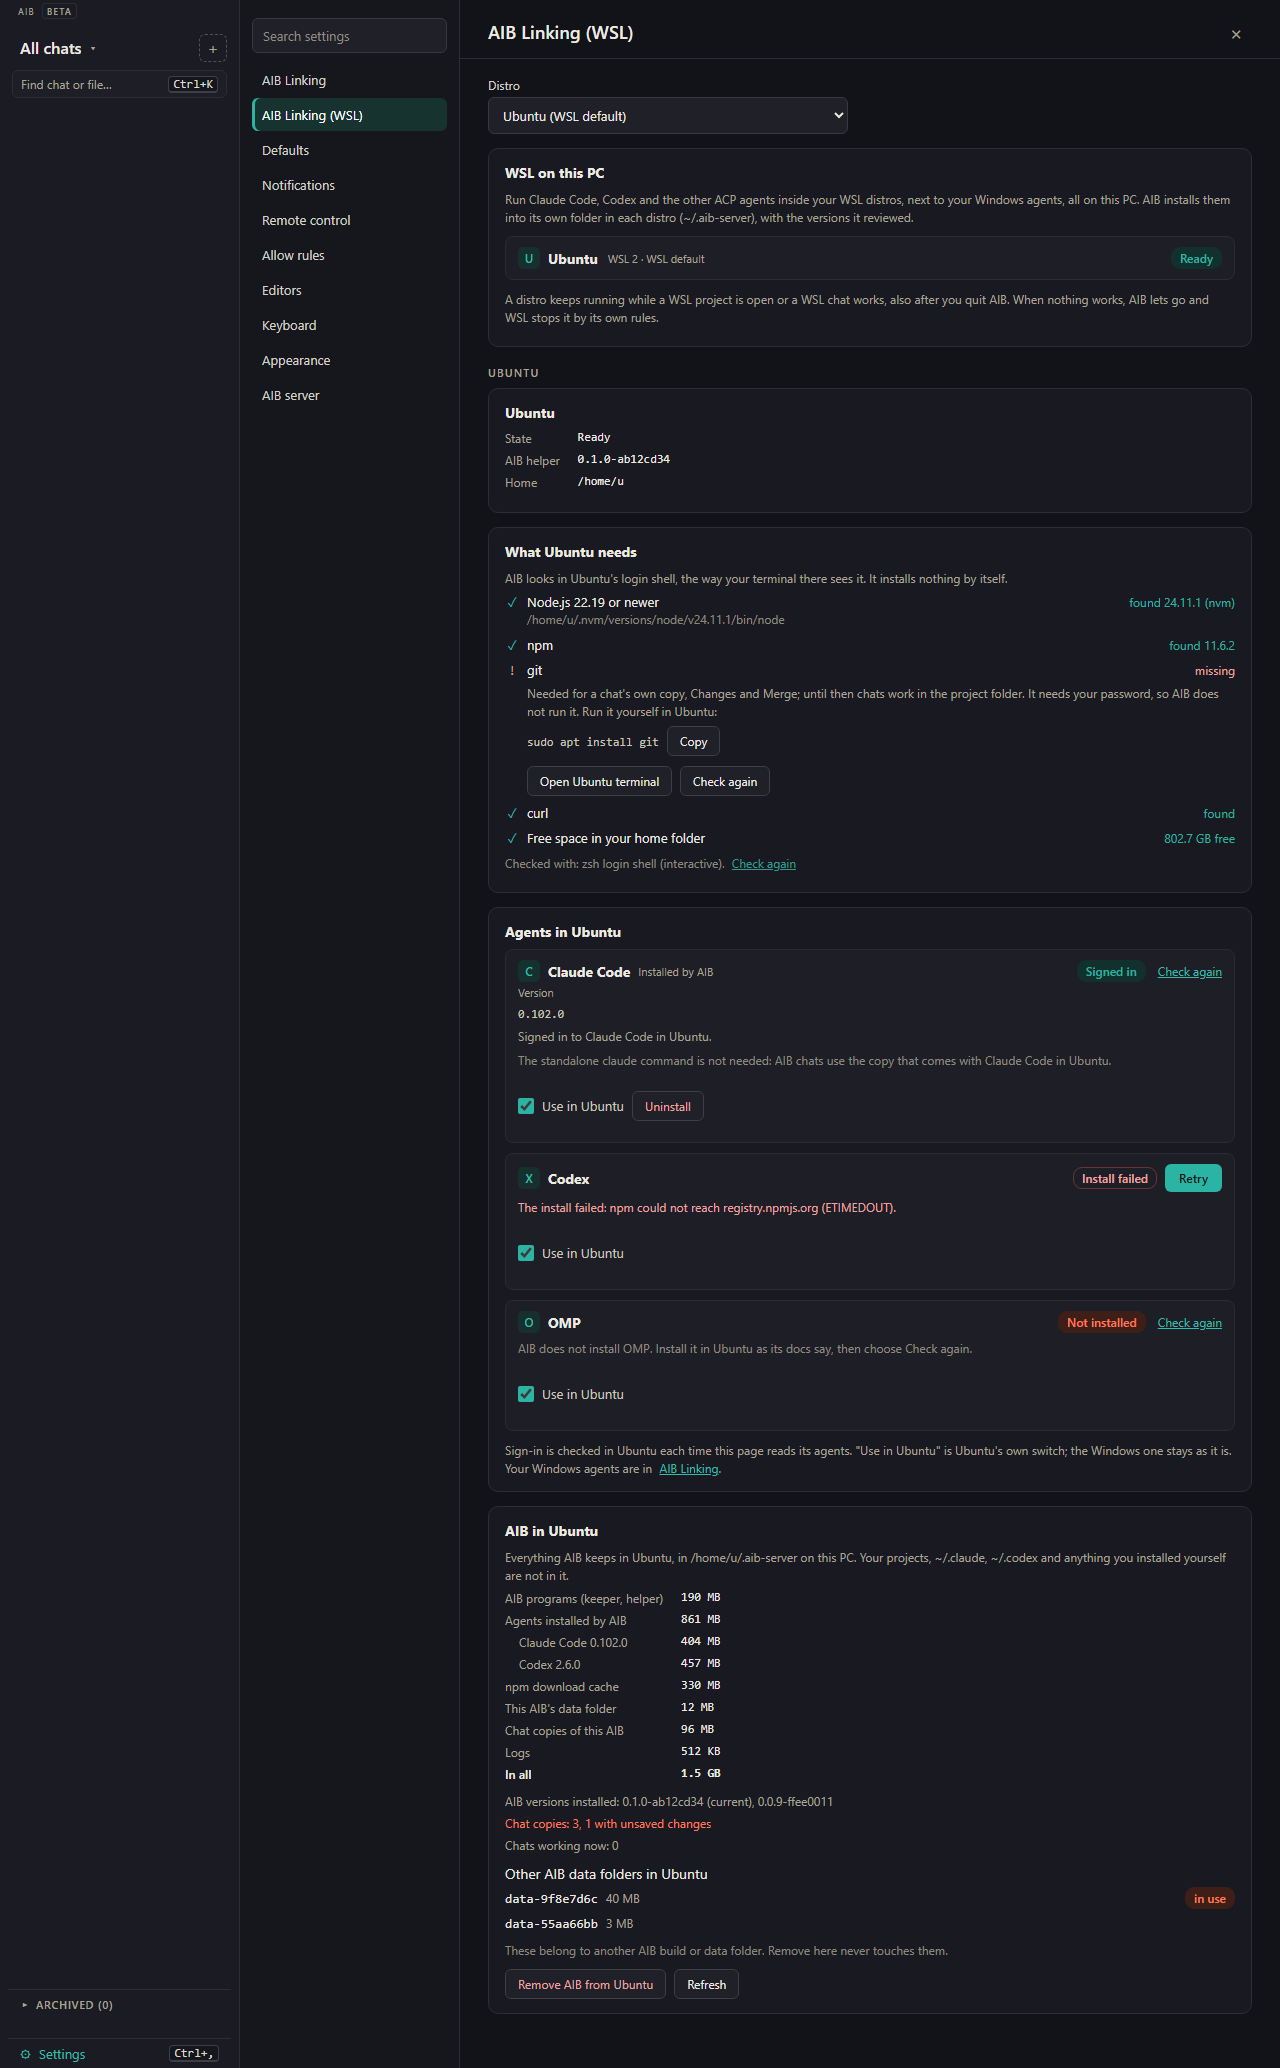 AIB BETA
All chats
+
Find chat or file... Ctrl+K
ARCHIVED (0)
Settings Ctrl+,
Search settings
AIB Linking
AIB Linking (WSL)
Defaults
Notifications
Remote control
Allow rules
Editors
Keyboard
Appearance
AIB server
AIB Linking (WSL)
Distro
Ubuntu (WSL default)
WSL on this PC
Run Claude Code, Codex and the other ACP agents inside your WSL distros, next to your Windows agents, all on this PC. AIB installs them
into its own folder in each distro (~/.aib-server), with the versions it reviewed.
U Ubuntu WSL 2 · WSL default Ready
A distro keeps running while a WSL project is open or a WSL chat works, also after you quit AIB. When nothing works, AIB lets go and
WSL stops it by its own rules.
UBUNTU
Ubuntu
State Ready
AIB helper 0.1.0-ab12cd34
Home /home/u
What Ubuntu needs
AIB looks in Ubuntu's login shell, the way your terminal there sees it. It installs nothing by itself.
✓ Node.js 22.19 or newer found 24.11.1 (nvm)
/home/u/.nvm/versions/node/v24.11.1/bin/node
✓ npm found 11.6.2
! git missing
Needed for a chat's own copy, Changes and Merge; until then chats work in the project folder. It needs your password, so AIB does
not run it. Run it yourself in Ubuntu:
sudo apt install git Copy
Open Ubuntu terminal Check again
✓ curl found
✓ Free space in your home folder 802.7 GB free
Checked with: zsh login shell (interactive). Check again
Agents in Ubuntu
C Claude Code Installed by AIB Signed in Check again
Version
0.102.0
Signed in to Claude Code in Ubuntu.
The standalone claude command is not needed: AIB chats use the copy that comes with Claude Code in Ubuntu.
Use in Ubuntu Uninstall
X Codex Install failed Retry
The install failed: npm could not reach registry.npmjs.org (ETIMEDOUT).
Use in Ubuntu
O OMP Not installed Check again
AIB does not install OMP. Install it in Ubuntu as its docs say, then choose Check again.
Use in Ubuntu
Sign-in is checked in Ubuntu each time this page reads its agents. "Use in Ubuntu" is Ubuntu's own switch; the Windows one stays as it is.
Your Windows agents are in AIB Linking.
AIB in Ubuntu
Everything AIB keeps in Ubuntu, in /home/u/.aib-server on this PC. Your projects, ~/.claude, ~/.codex and anything you installed yourself
are not in it.
AIB programs (keeper, helper) 190 MB
Agents installed by AIB 861 MB
Claude Code 0.102.0 404 MB
Codex 2.6.0 457 MB
npm download cache 330 MB
This AIB's data folder 12 MB
Chat copies of this AIB 96 MB
Logs 512 KB
In all 1.5 GB
AIB versions installed: 0.1.0-ab12cd34 (current), 0.0.9-ffee0011
Chat copies: 3, 1 with unsaved changes
Chats working now: 0
Other AIB data folders in Ubuntu
data-9f8e7d6c 40 MB in use
data-55aa66bb 3 MB
These belong to another AIB build or data folder. Remove here never touches them.
Remove AIB from Ubuntu Refresh